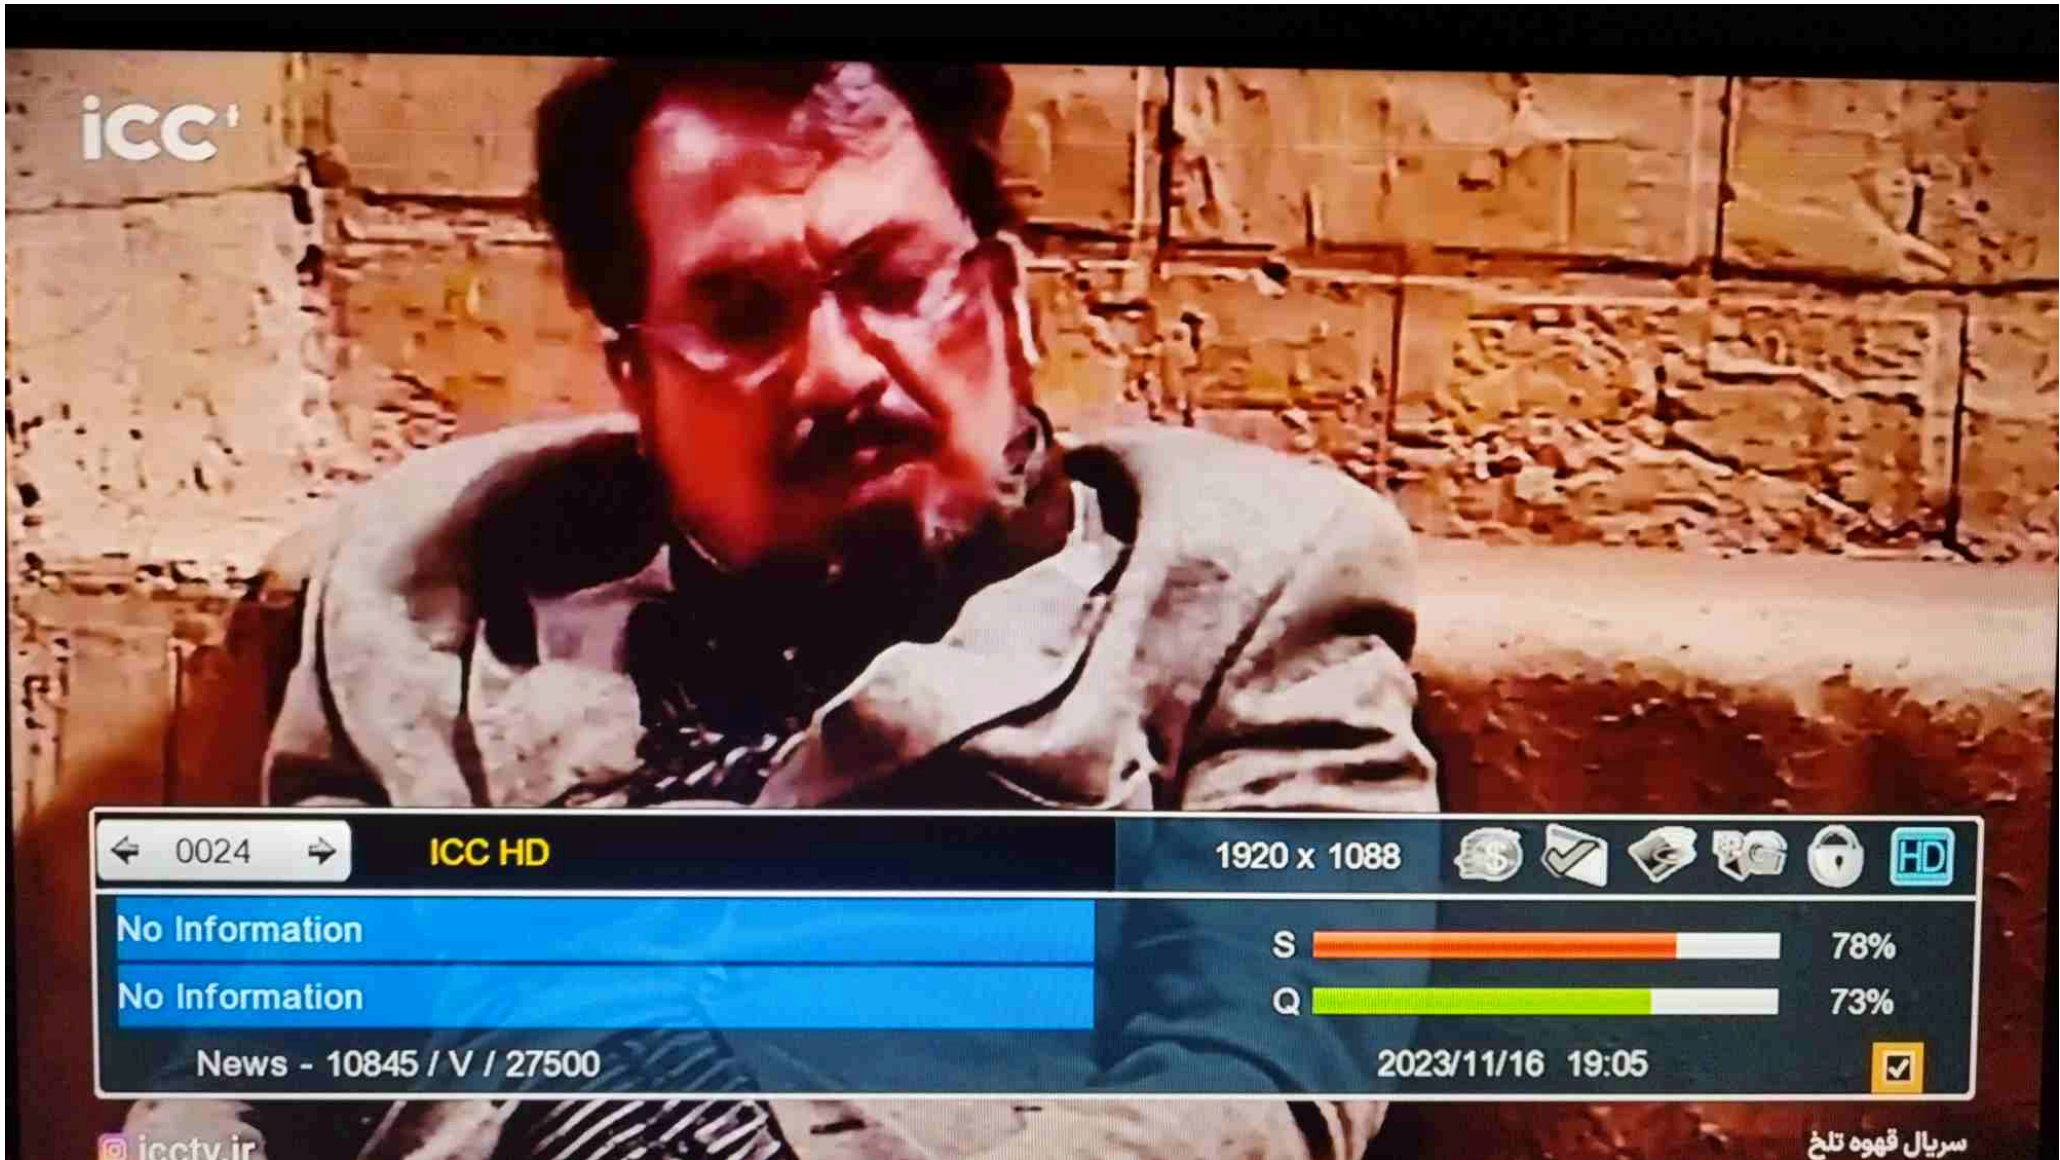 icc+
0024
ICC HD
1920 x 1088
HD
No Information
S
78%
No Information
Q
73%
News - 10845 / V / 27500
2023/11/16 19:05
icctv.ir
سریال قهوه تلخ